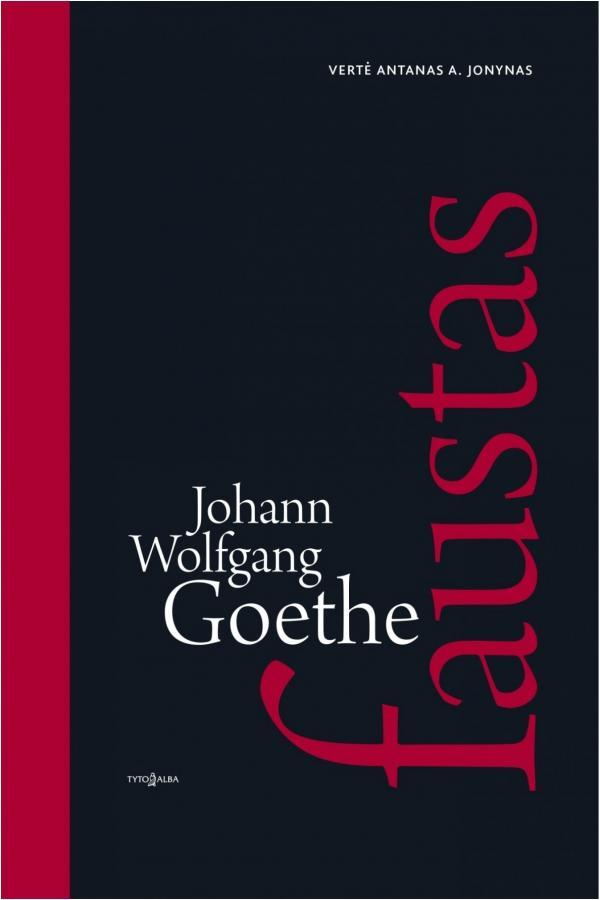 VERTĖ ANTANAS A. JONYNAS
faustas
Johann
Wolfgang
Goethe
TYTO ALBA